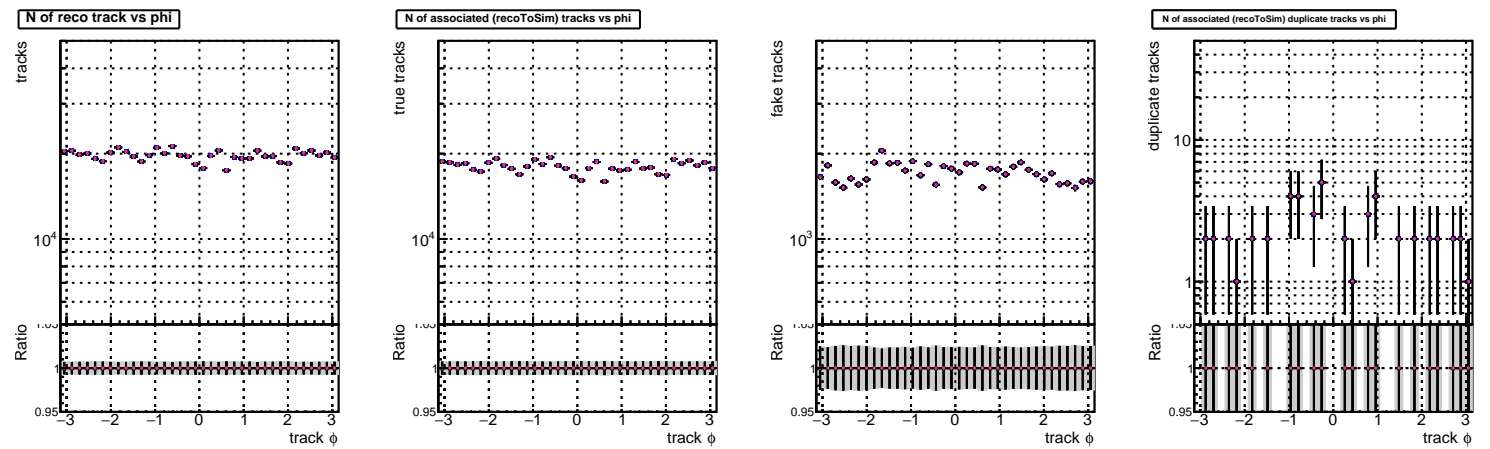 N of reco track vs phi
tracks
10⁴
Ratio
1
0.95
−3 −2 −1 0 1 2 3
track ϕ
N of associated (recoToSim) tracks vs phi
true tracks
10⁴
Ratio
1
0.95
−3 −2 −1 0 1 2 3
track ϕ
fake tracks
10³
Ratio
1
0.95
−3 −2 −1 0 1 2 3
track ϕ
N of associated (recoToSim) duplicate tracks vs phi
duplicate tracks
10
1
Ratio
1
0.95
−3 −2 −1 0 1 2 3
track ϕ